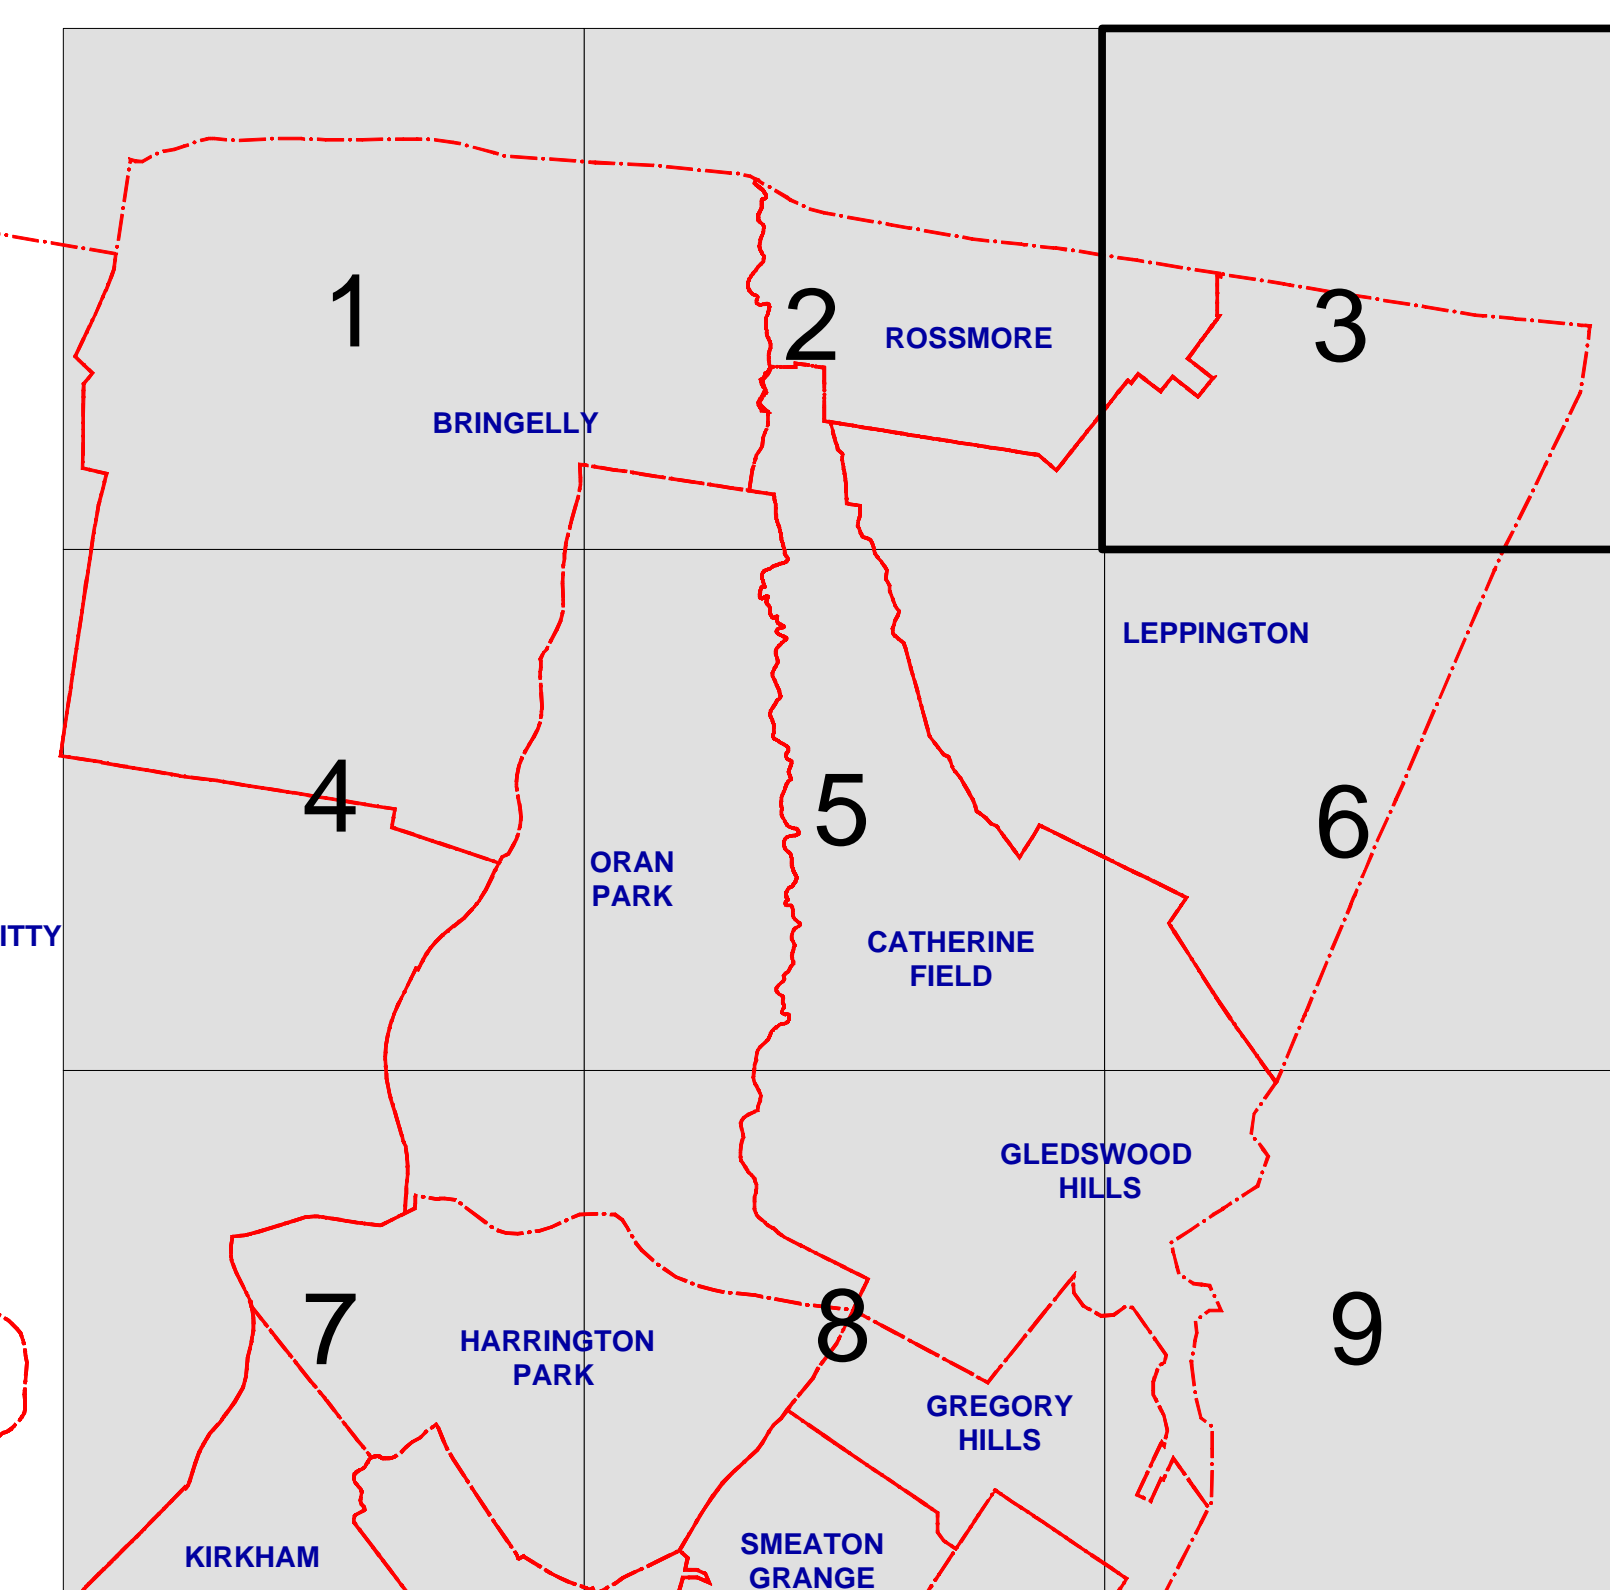 1
2
ROSSMORE
3
BRINGELLY
LEPPINGTON
4
5
6
ORAN
PARK
ITTY
CATHERINE
FIELD
GLEDSWOOD
HILLS
7
HARRINGTON
PARK
8
9
GREGORY
HILLS
KIRKHAM
SMEATON
GRANGE